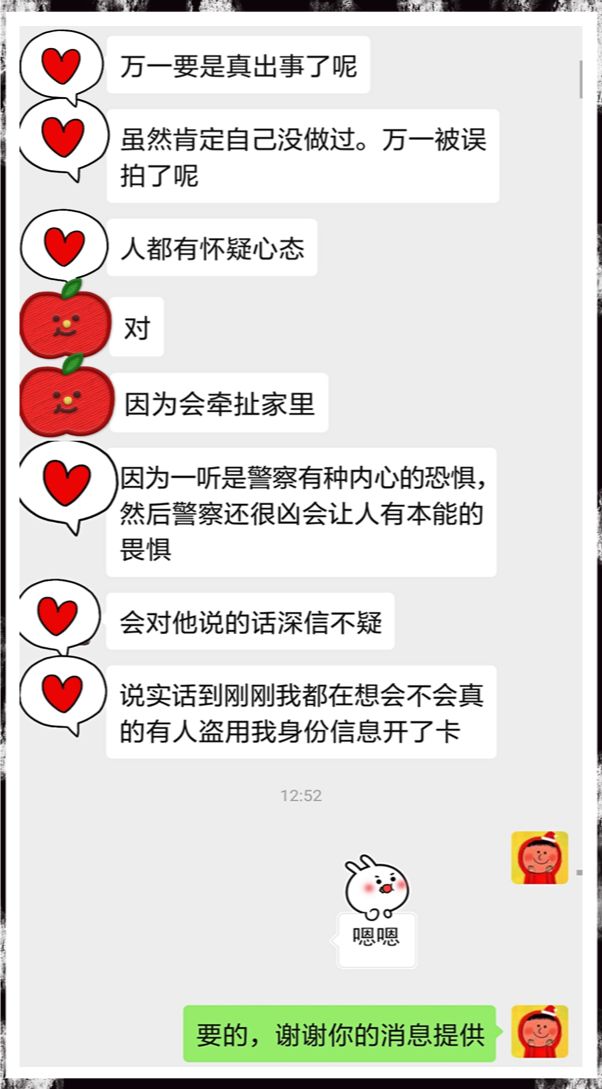 万一要是真出事了呢
虽然肯定自己没做过。万一被误
拍了呢
人都有怀疑心态
对
因为会牵扯家里
因为一听是警察有种内心的恐惧，
然后警察还很凶会让人有本能的
畏惧
会对他说的话深信不疑
说实话到刚刚我都在想会不会真
的有人盗用我身份信息开了卡
12:52
嗯嗯
要的，谢谢你的消息提供